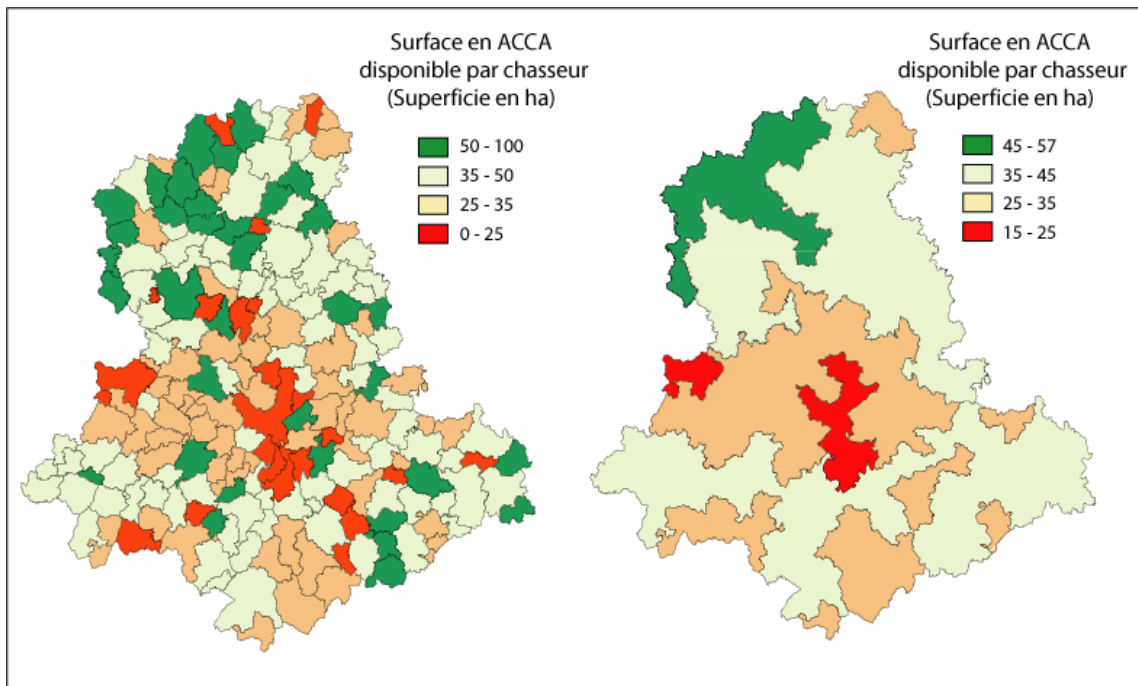 Surface en ACCA
disponible par chasseur
(Superficie en ha)
50 - 100
35 - 50
25 - 35
0 - 25
Surface en ACCA
disponible par chasseur
(Superficie en ha)
45 - 57
35 - 45
25 - 35
15 - 25